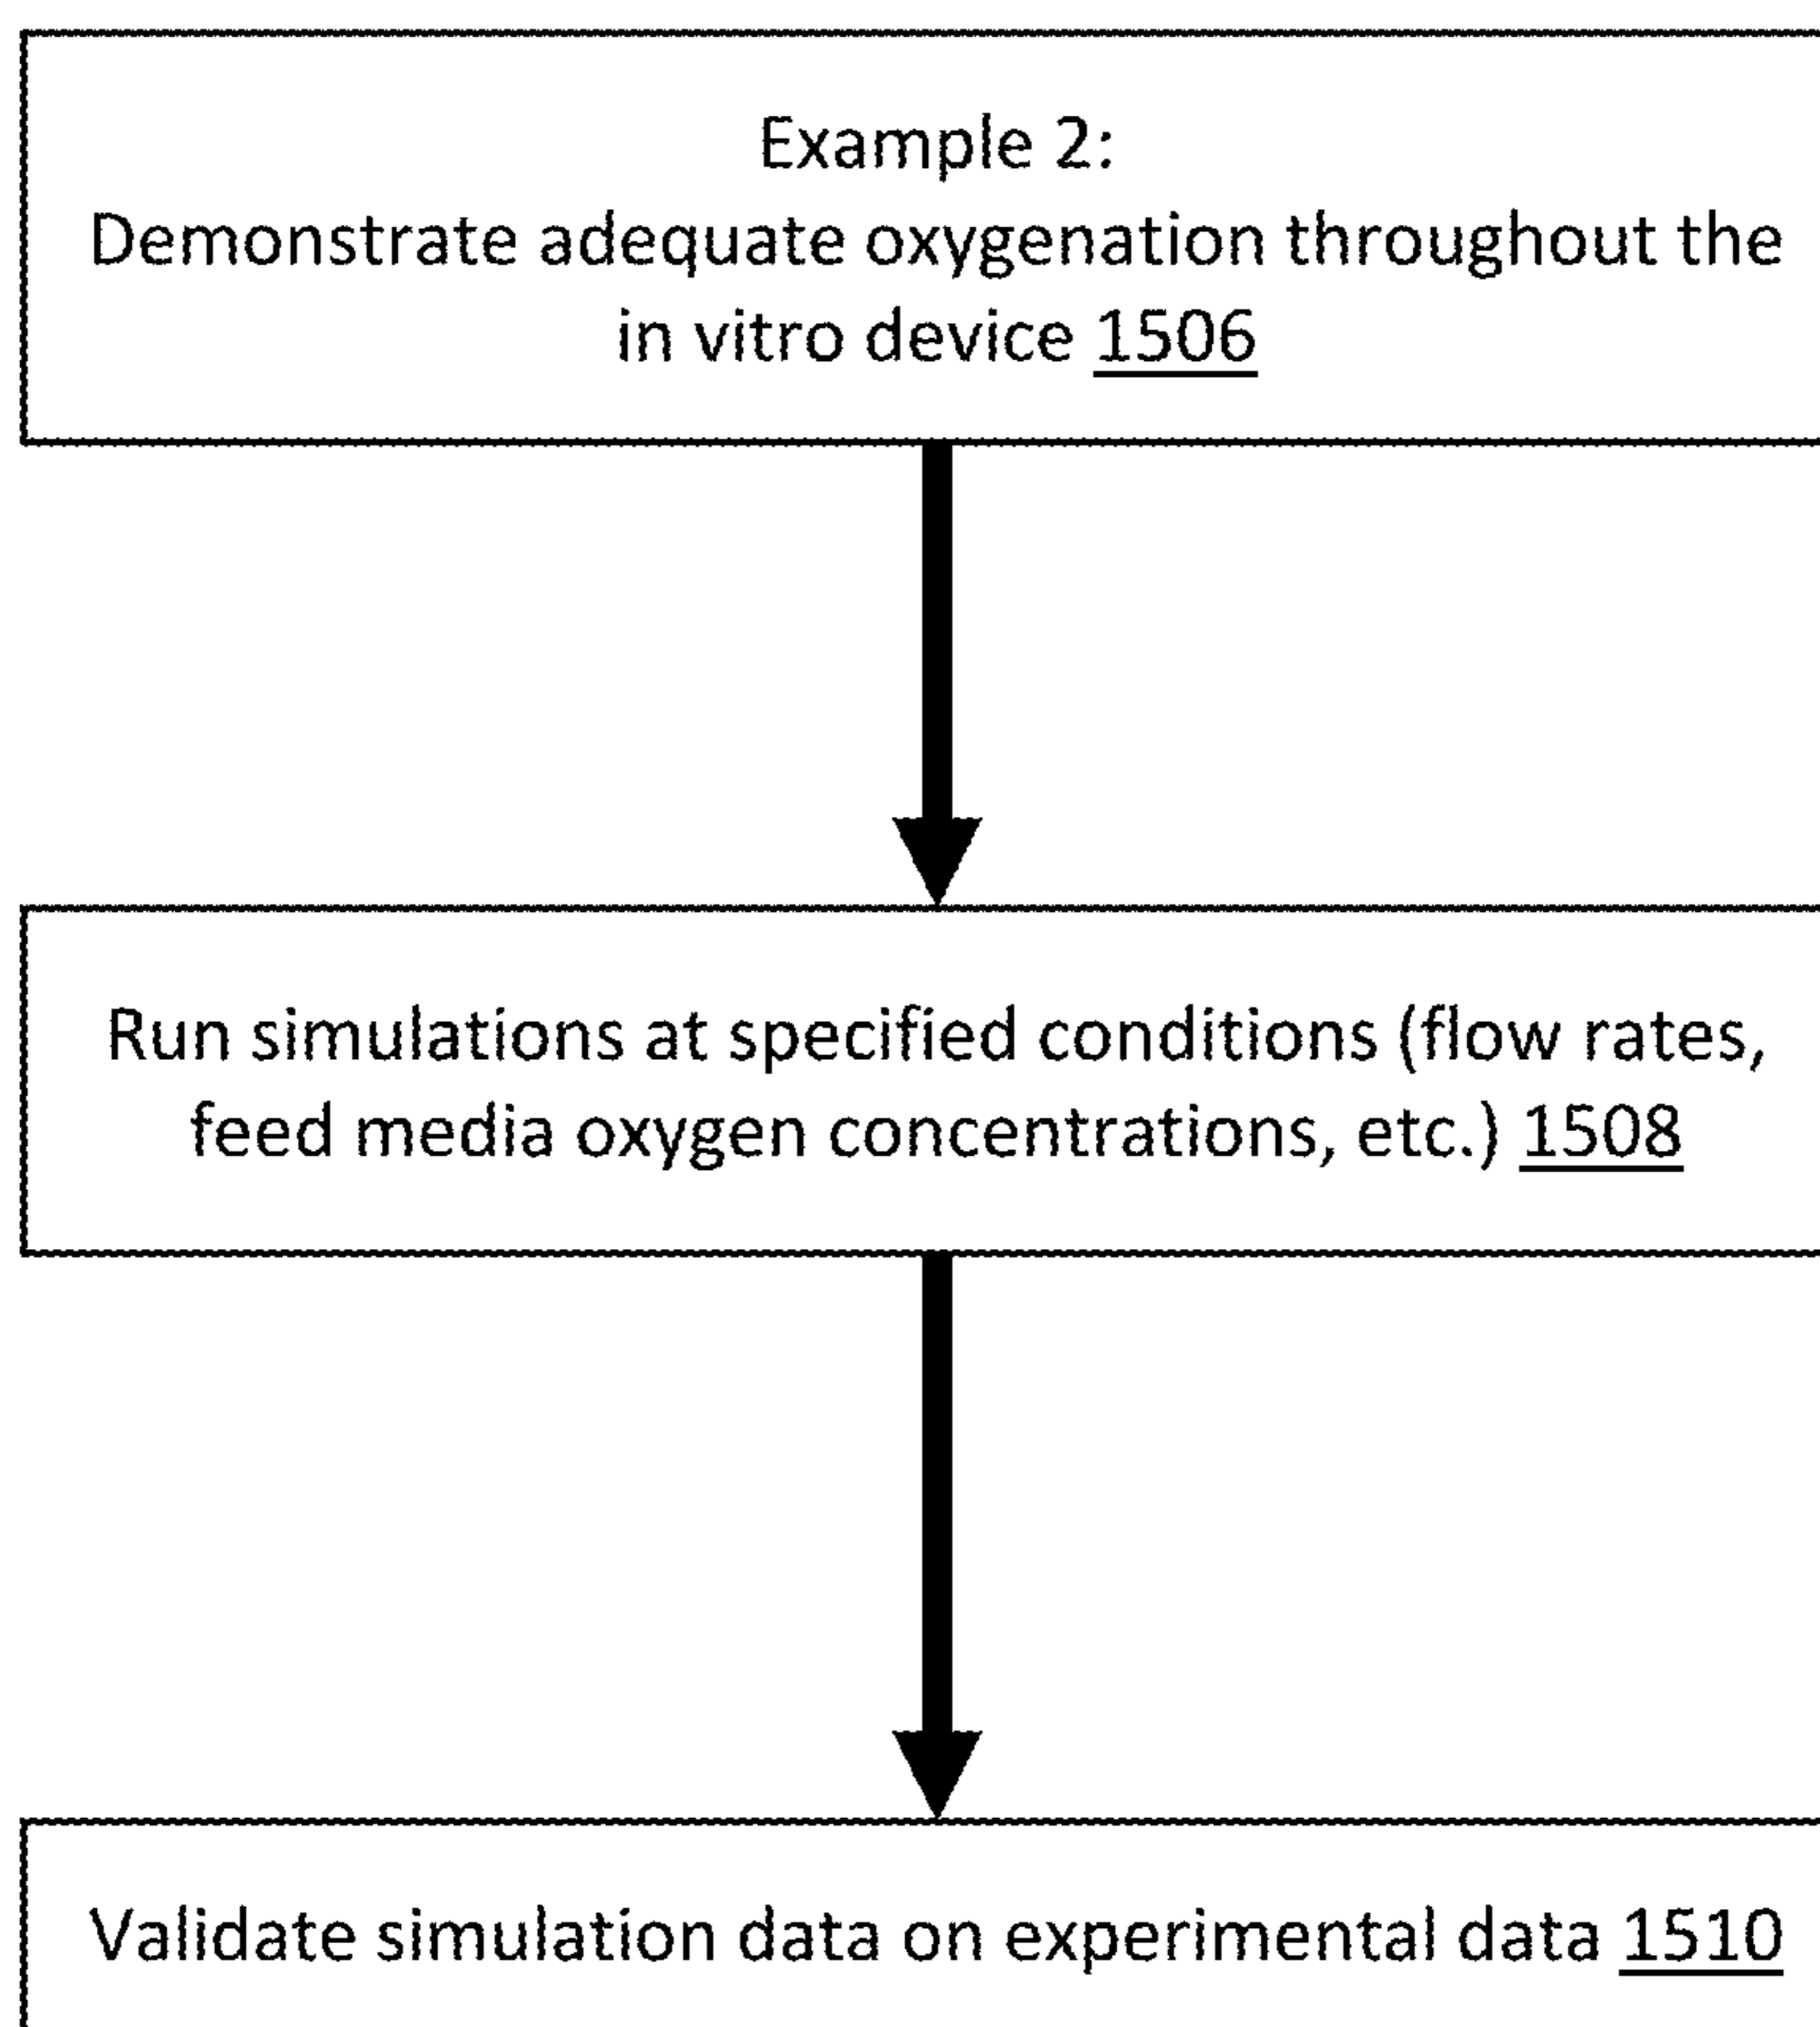 Example 2:
Demonstrate adequate oxygenation throughout the
in vitro device 1506
Run simulations at specified conditions (flow rates,
feed media oxygen concentrations, etc.) 1508
Validate simulation data on experimental data 1510